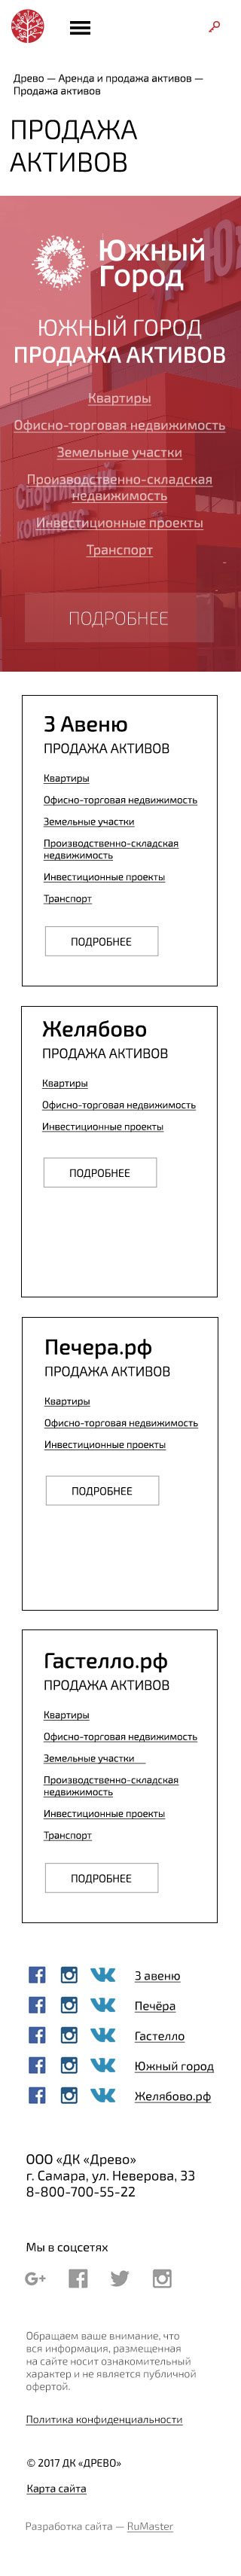 Древо — Аренда и продажа активов —
Продажа активов
ПРОДАЖА
АКТИВОВ
Южный
Город
ЮЖНЫЙ ГОРОД
ПРОДАЖА АКТИВОВ
Квартиры
Офисно-торговая недвижимость
Земельные участки
Производственно-складская
недвижимость
Инвестиционные проекты
Транспорт
ПОДРОБНЕЕ
3 Авеню
ПРОДАЖА АКТИВОВ
Квартиры
Офисно-торговая недвижимость
Земельные участки
Производственно-складская
недвижимость
Инвестиционные проекты
Транспорт
ПОДРОБНЕЕ
Желябово
ПРОДАЖА АКТИВОВ
Квартиры
Офисно-торговая недвижимость
Инвестиционные проекты
ПОДРОБНЕЕ
Печера.рф
ПРОДАЖА АКТИВОВ
Квартиры
Офисно-торговая недвижимость
Инвестиционные проекты
ПОДРОБНЕЕ
Гастелло.рф
ПРОДАЖА АКТИВОВ
Квартиры
Офисно-торговая недвижимость
Земельные участки
Производственно-складская
недвижимость
Инвестиционные проекты
Транспорт
ПОДРОБНЕЕ
3 авеню
Печёра
Гастелло
Южный город
Желябово.рф
ООО «ДК «Древо»
г. Самара, ул. Неверова, 33
8-800-700-55-22
Мы в соцсетях
Обращаем ваше внимание, что
вся информация, размещенная
на сайте носит ознакомительный
характер и не является публичной
офертой.
Политика конфиденциальности
© 2017 ДК «ДРЕВО»
Карта сайта
Разработка сайта — RuMaster